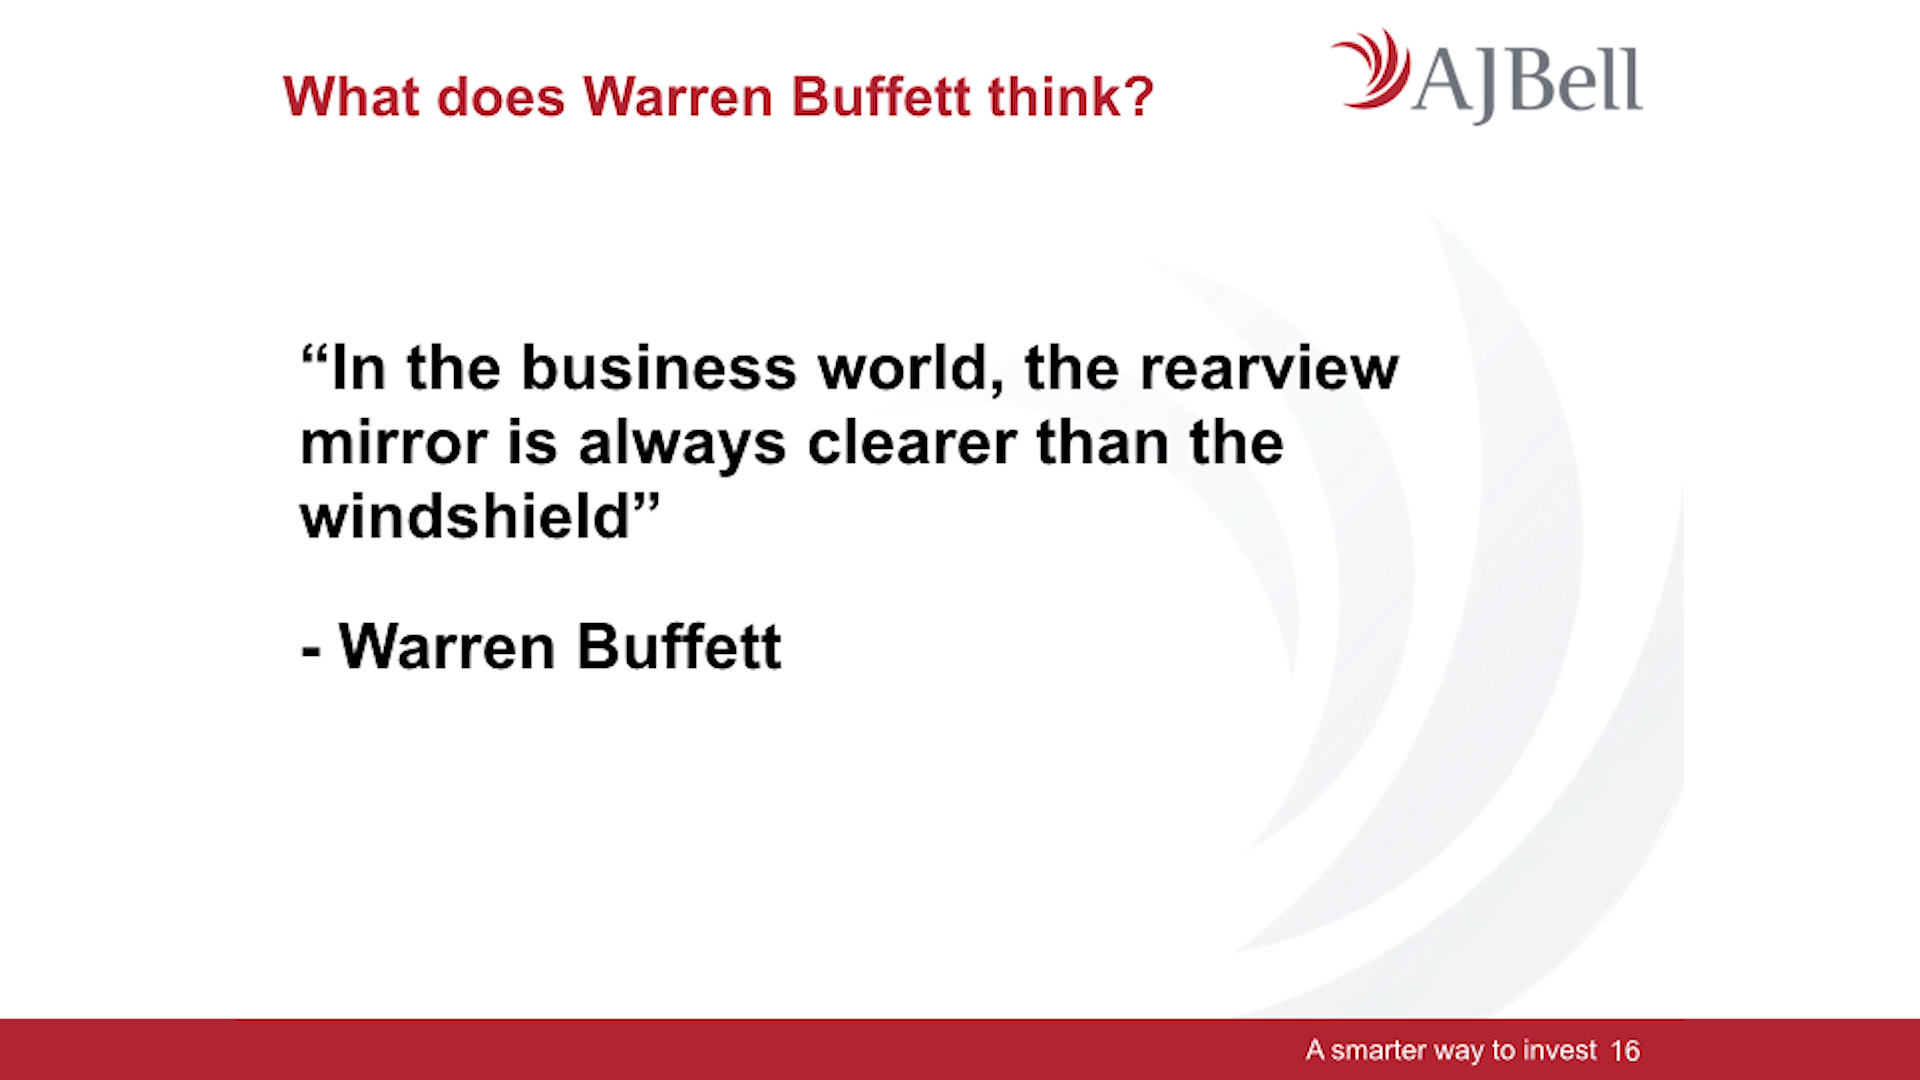 What does Warren Buffett think?
AJBell
“In the business world, the rearview
mirror is always clearer than the
windshield”
- Warren Buffett
A smarter way to invest 16